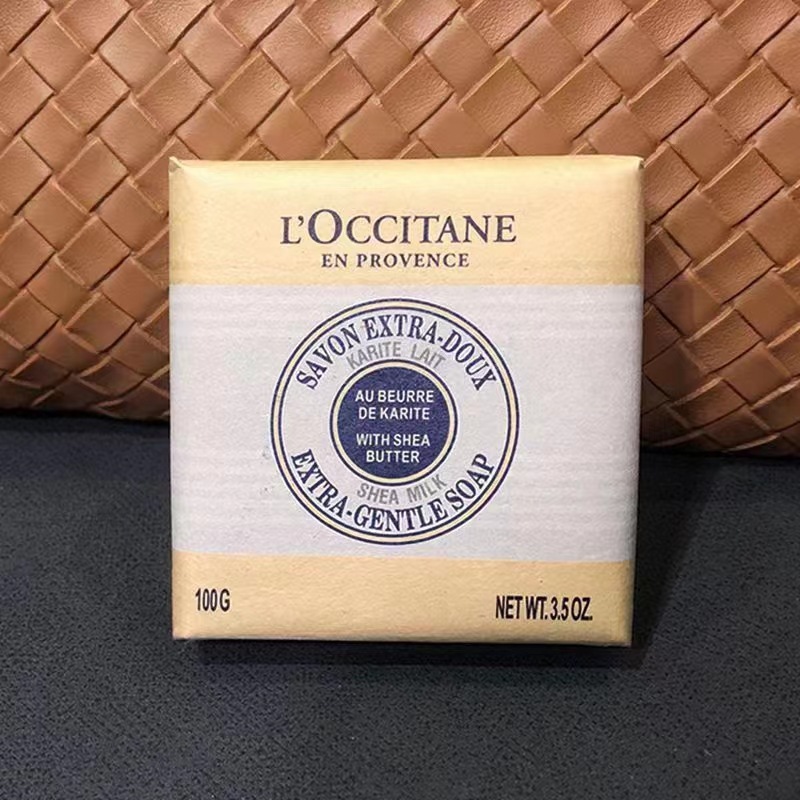 L'OCCITANE
EN PROVENCE
SAVON EXTRA-DOUX
KARITE LAIT
AU BEURRE
DE KARITE
WITH SHEA
BUTTER
SHEA MILK
EXTRA-GENTLE SOAP
100G
NET WT. 3.5 OZ.